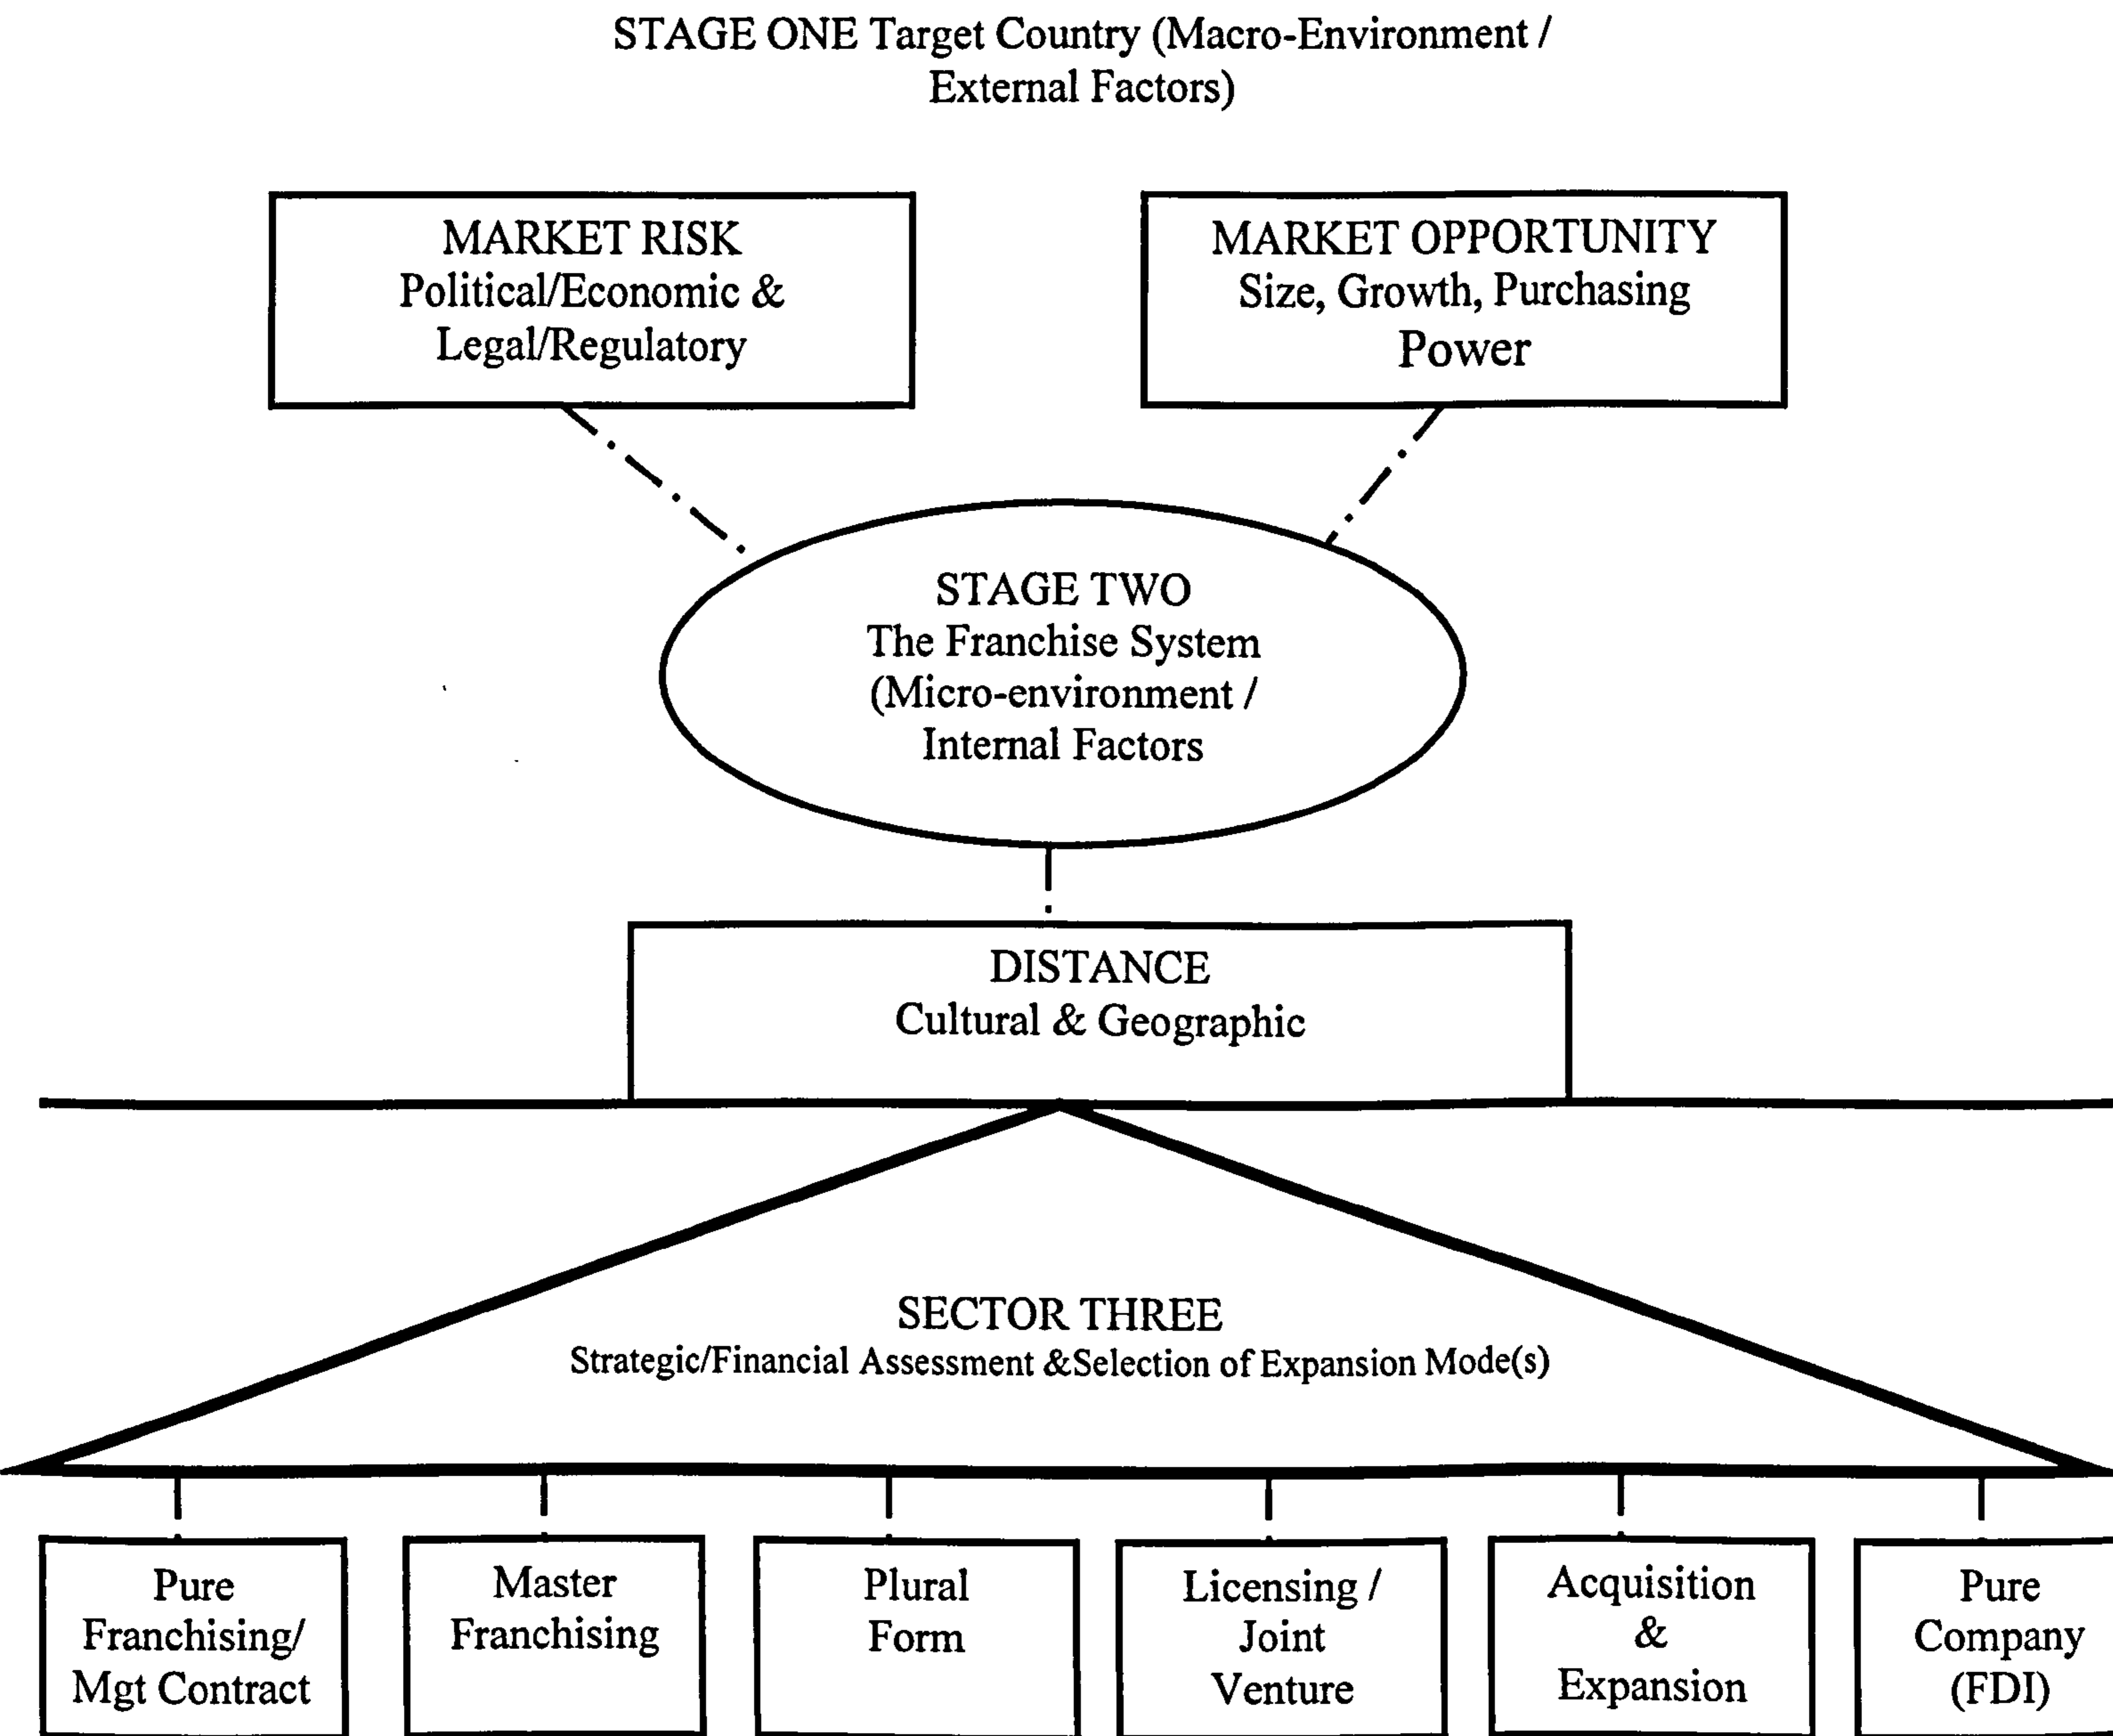 STAGE ONE Target Country (Macro-Environment /
External Factors)
MARKET RISK
Political/Economic &
Legal/Regulatory
MARKET OPPORTUNITY
Size, Growth, Purchasing
Power
STAGE TWO
The Franchise System
(Micro-environment /
Internal Factors
DISTANCE
Cultural & Geographic
SECTOR THREE
Strategic/Financial Assessment &Selection of Expansion Mode(s)
Pure
Franchising/
Mgt Contract
Master
Franchising
Plural
Form
Licensing /
Joint
Venture
Acquisition
&
Expansion
Pure
Company
(FDI)